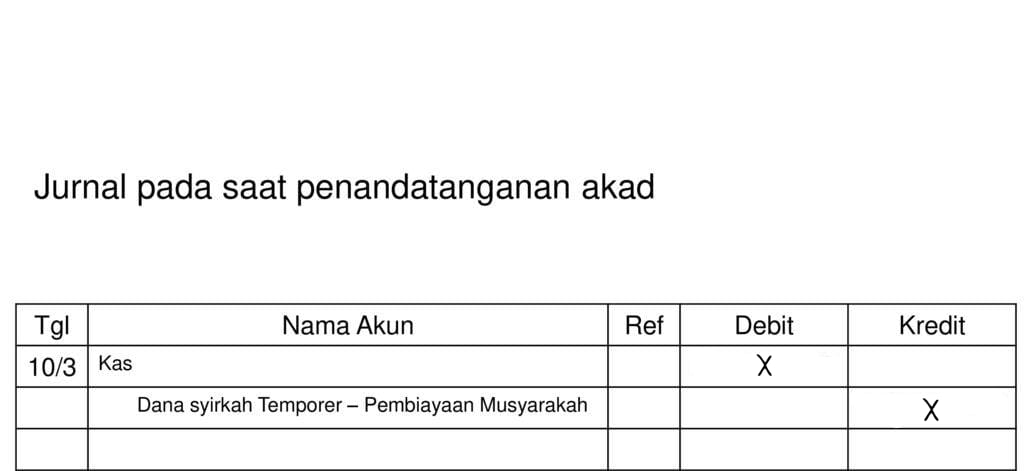 Jurnal pada saat penandatanganan akad
Tgl Nama Akun Ref Debit Kredit
10/3 Kas X
Dana syirkah Temporer – Pembiayaan Musyarakah X